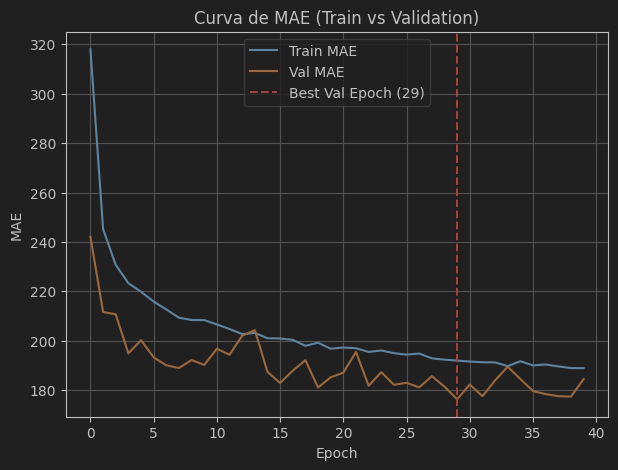 Curva de MAE (Train vs Validation)
Train MAE
Val MAE
Best Val Epoch (29)
MAE
320
300
280
260
240
220
200
180
0 5 10 15 20 25 30 35 40
Epoch